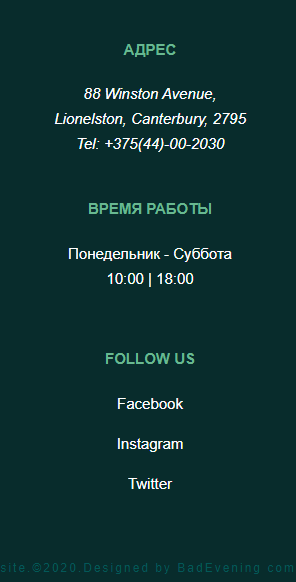 АДРЕС
88 Winston Avenue,
Lionelston, Canterbury, 2795
Tel: +375(44)-00-2030
ВРЕМЯ РАБОТЫ
Понедельник - Суббота
10:00 | 18:00
FOLLOW US
Facebook
Instagram
Twitter
site.©2020.Designed by BadEvening.com